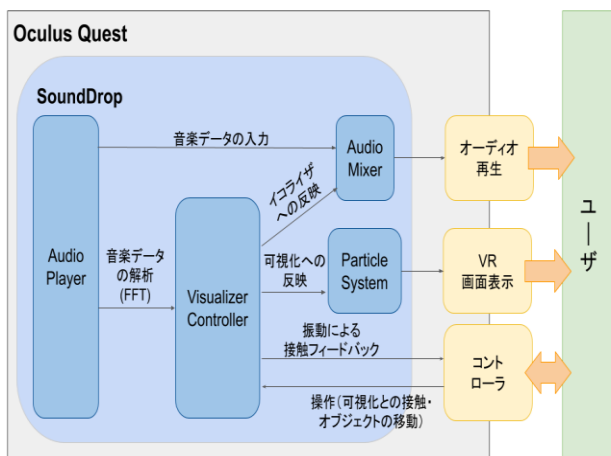 Oculus Quest
SoundDrop
音楽データの入力
Audio
Mixer
オーディオ
再生
イコライザ
への反映
Audio
Player
音楽データ
の解析
(FFT)
Visualizer
Controller
可視化への
反映
Particle
System
VR
画面表示
振動による
接触フィードバック
コント
ローラ
操作(可視化との接触・
オブジェクトの移動)
ユーザ